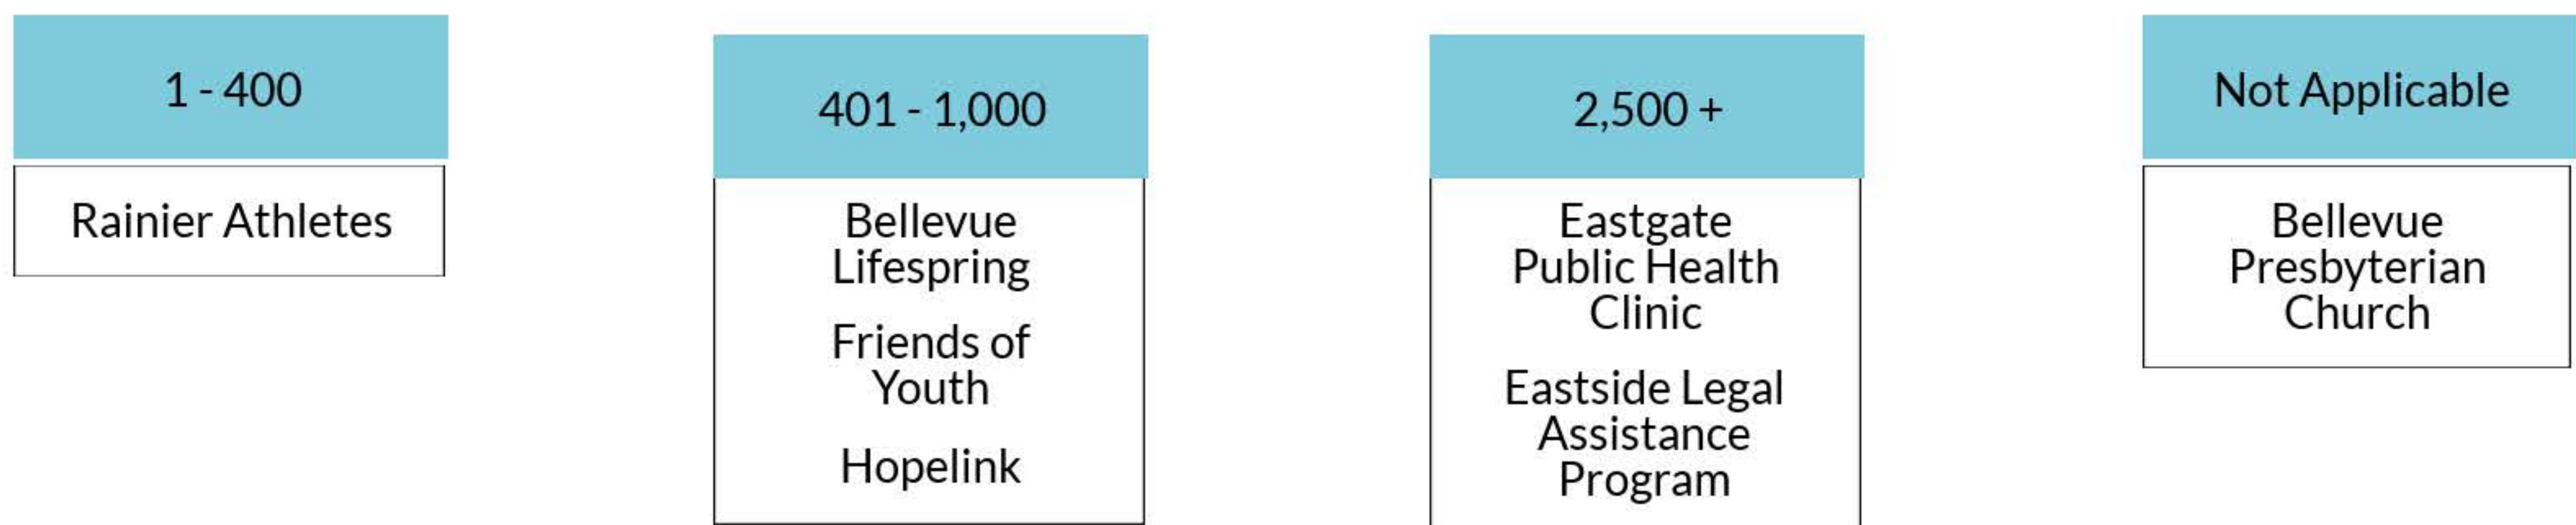 1 - 400
Rainier Athletes
401 - 1,000
Bellevue
Lifespring
Friends of
Youth
Hopelink
2,500 +
Eastgate
Public Health
Clinic
Eastside Legal
Assistance
Program
Not Applicable
Bellevue
Presbyterian
Church